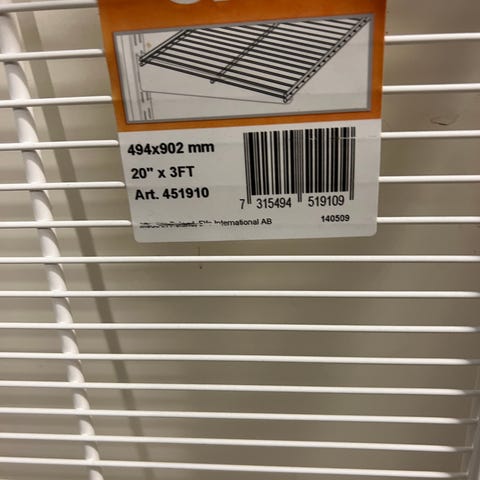 494x902 mm
20" x 3FT
Art. 451910
7 315494 519109
International AB
140509